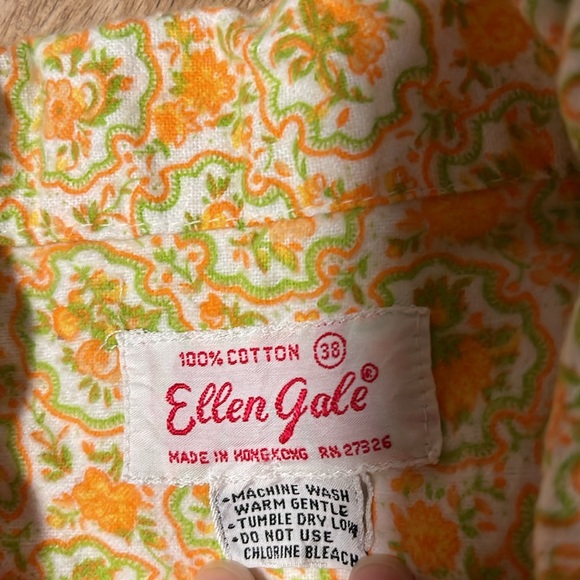 100% COTTON 38
Ellen Gale®
MADE IN HONGKONG RN 27326
•MACHINE WASH
WARM GENTLE
•TUMBLE DRY LOW
•DO NOT USE
CHLORINE BLEACH